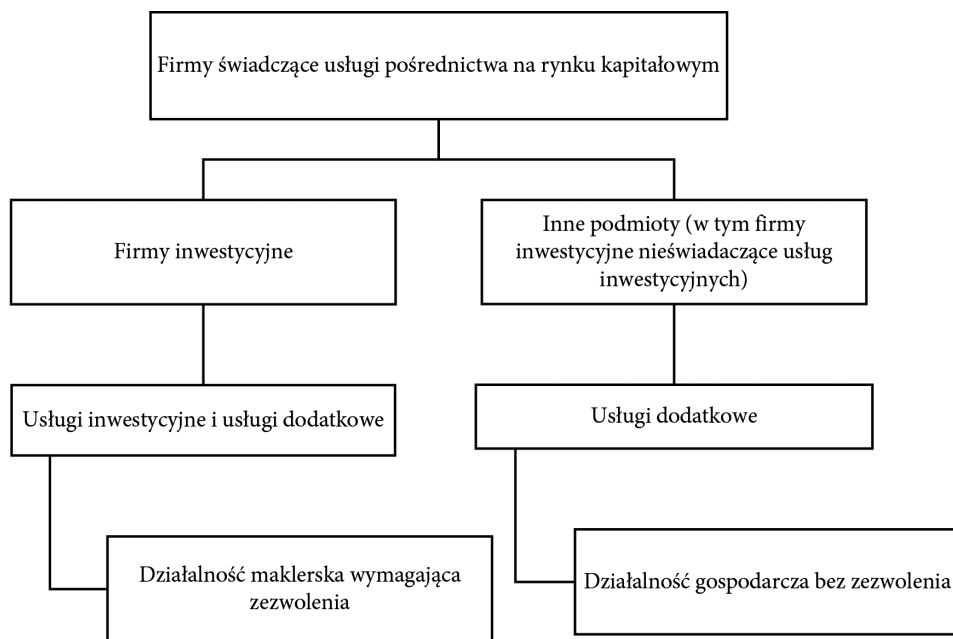 Firmy świadczące usługi pośrednictwa na rynku kapitałowym
Firmy inwestycyjne
Inne podmioty (w tym firmy
inwestycyjne nieświadaczące usług
inwestycyjnych)
Usługi inwestycyjne i usługi dodatkowe
Usługi dodatkowe
Działalność maklerska wymagająca
zezwolenia
Działalność gospodarcza bez zezwolenia